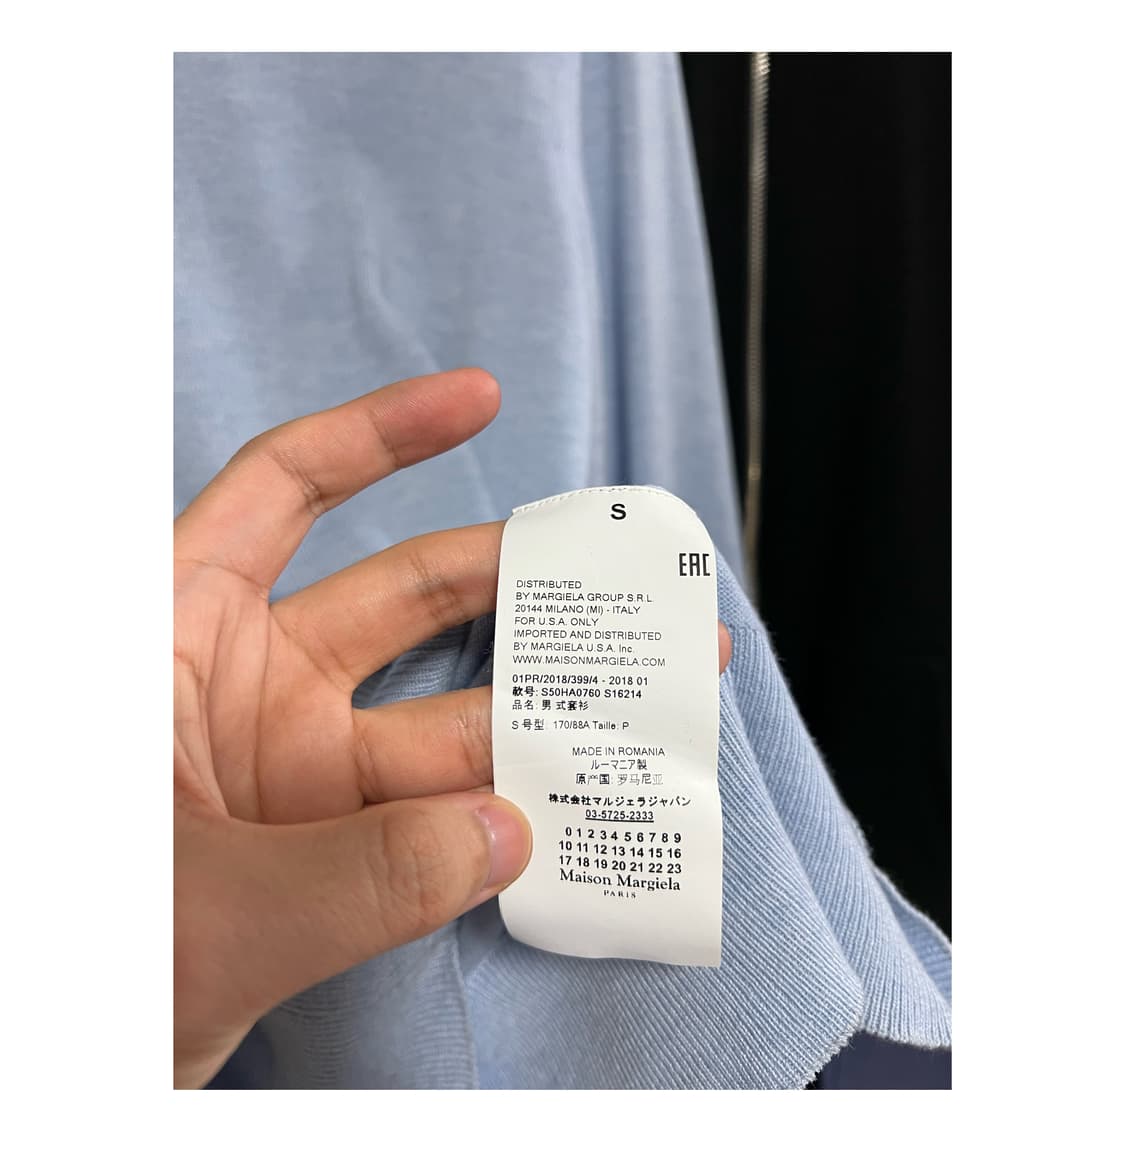 S
EAC
DISTRIBUTED
BY MARGIELA GROUP S.R.L.
20144 MILANO (MI) - ITALY
FOR U.S.A. ONLY
IMPORTED AND DISTRIBUTED
BY MARGIELA U.S.A. Inc.
WWW.MAISONMARGIELA.COM
01PR/2018/399/4 - 2018 01
款号: S50HA0760 S16214
品名: 男式套衫
S 号型: 170/88A Taille: P
MADE IN ROMANIA
ルーマニア製
原产国: 罗马尼亚
株式会社マルジェラジャパン
03-5725-2333
0 1 2 3 4 5 6 7 8 9
10 11 12 13 14 15 16
17 18 19 20 21 22 23
Maison Margiela
PARIS